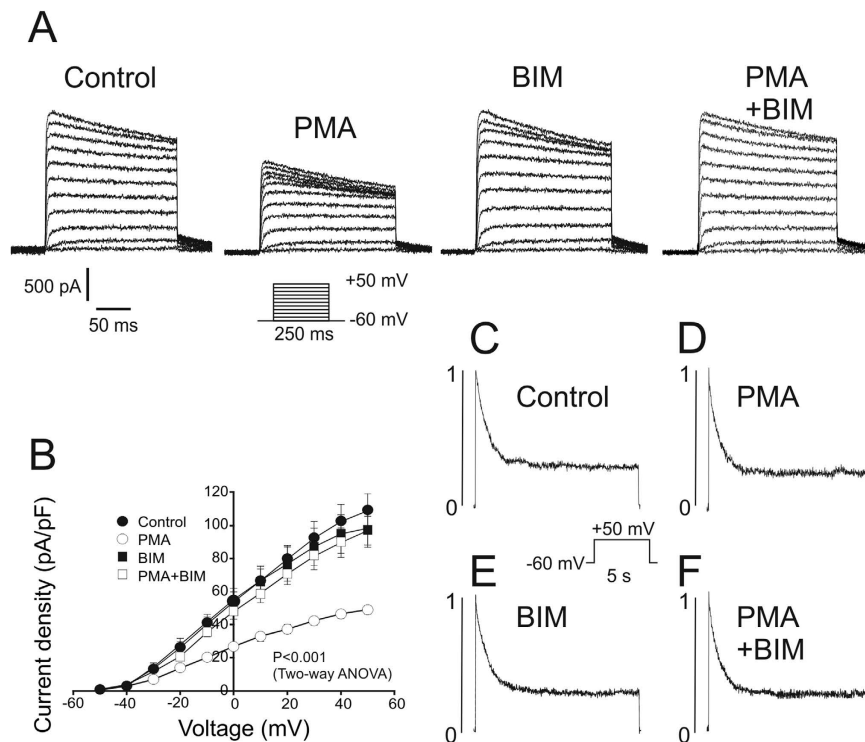 A
Control
PMA
BIM
PMA
+BIM
500 pA
50 ms
+50 mV
-60 mV
250 ms
B
Current density (pA/pF)
120
100
80
60
40
20
0
Control
PMA
BIM
PMA+BIM
P<0.001
(Two-way ANOVA)
-60 -40 -20 0 20 40 60
Voltage (mV)
C
1
Control
0
D
1
PMA
0
+50 mV
-60 mV
5 s
E
1
BIM
0
F
1
PMA
+BIM
0